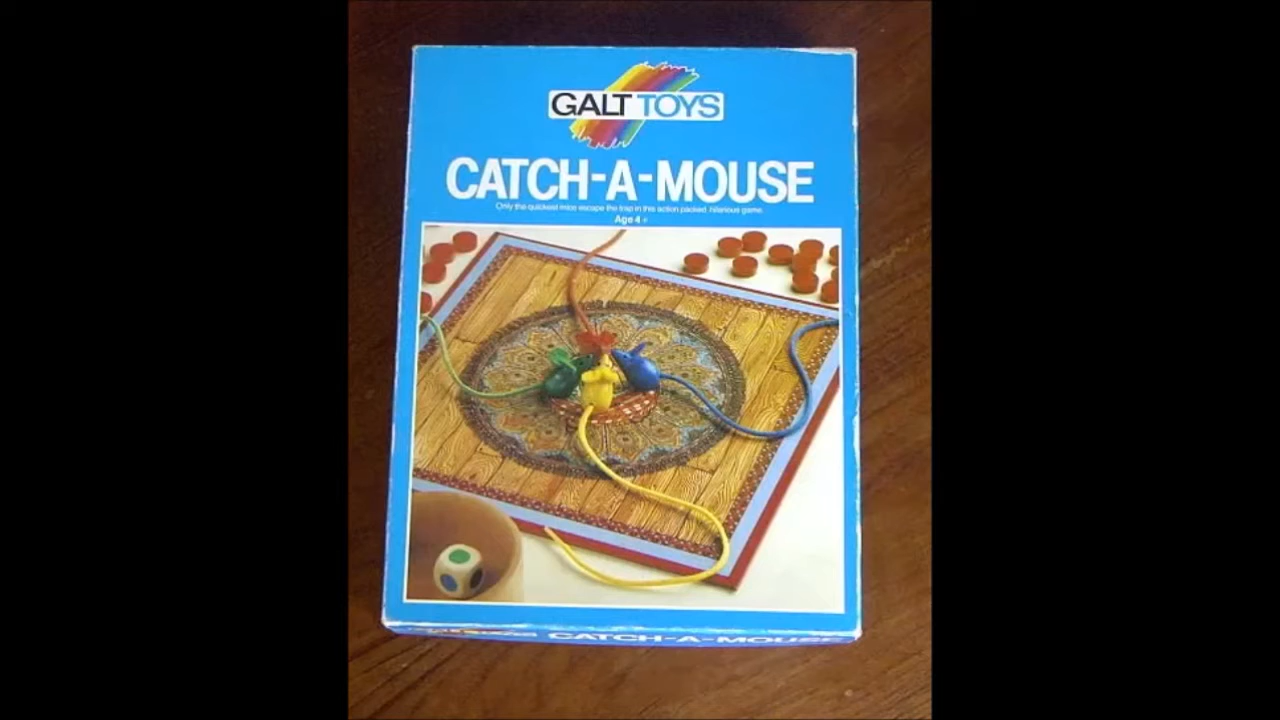 GALT TOYS
CATCH-A-MOUSE
Only the quickest mice escape the trap in this action packed, hilarious game.
Age 4+
CATCH-A-MOUSE